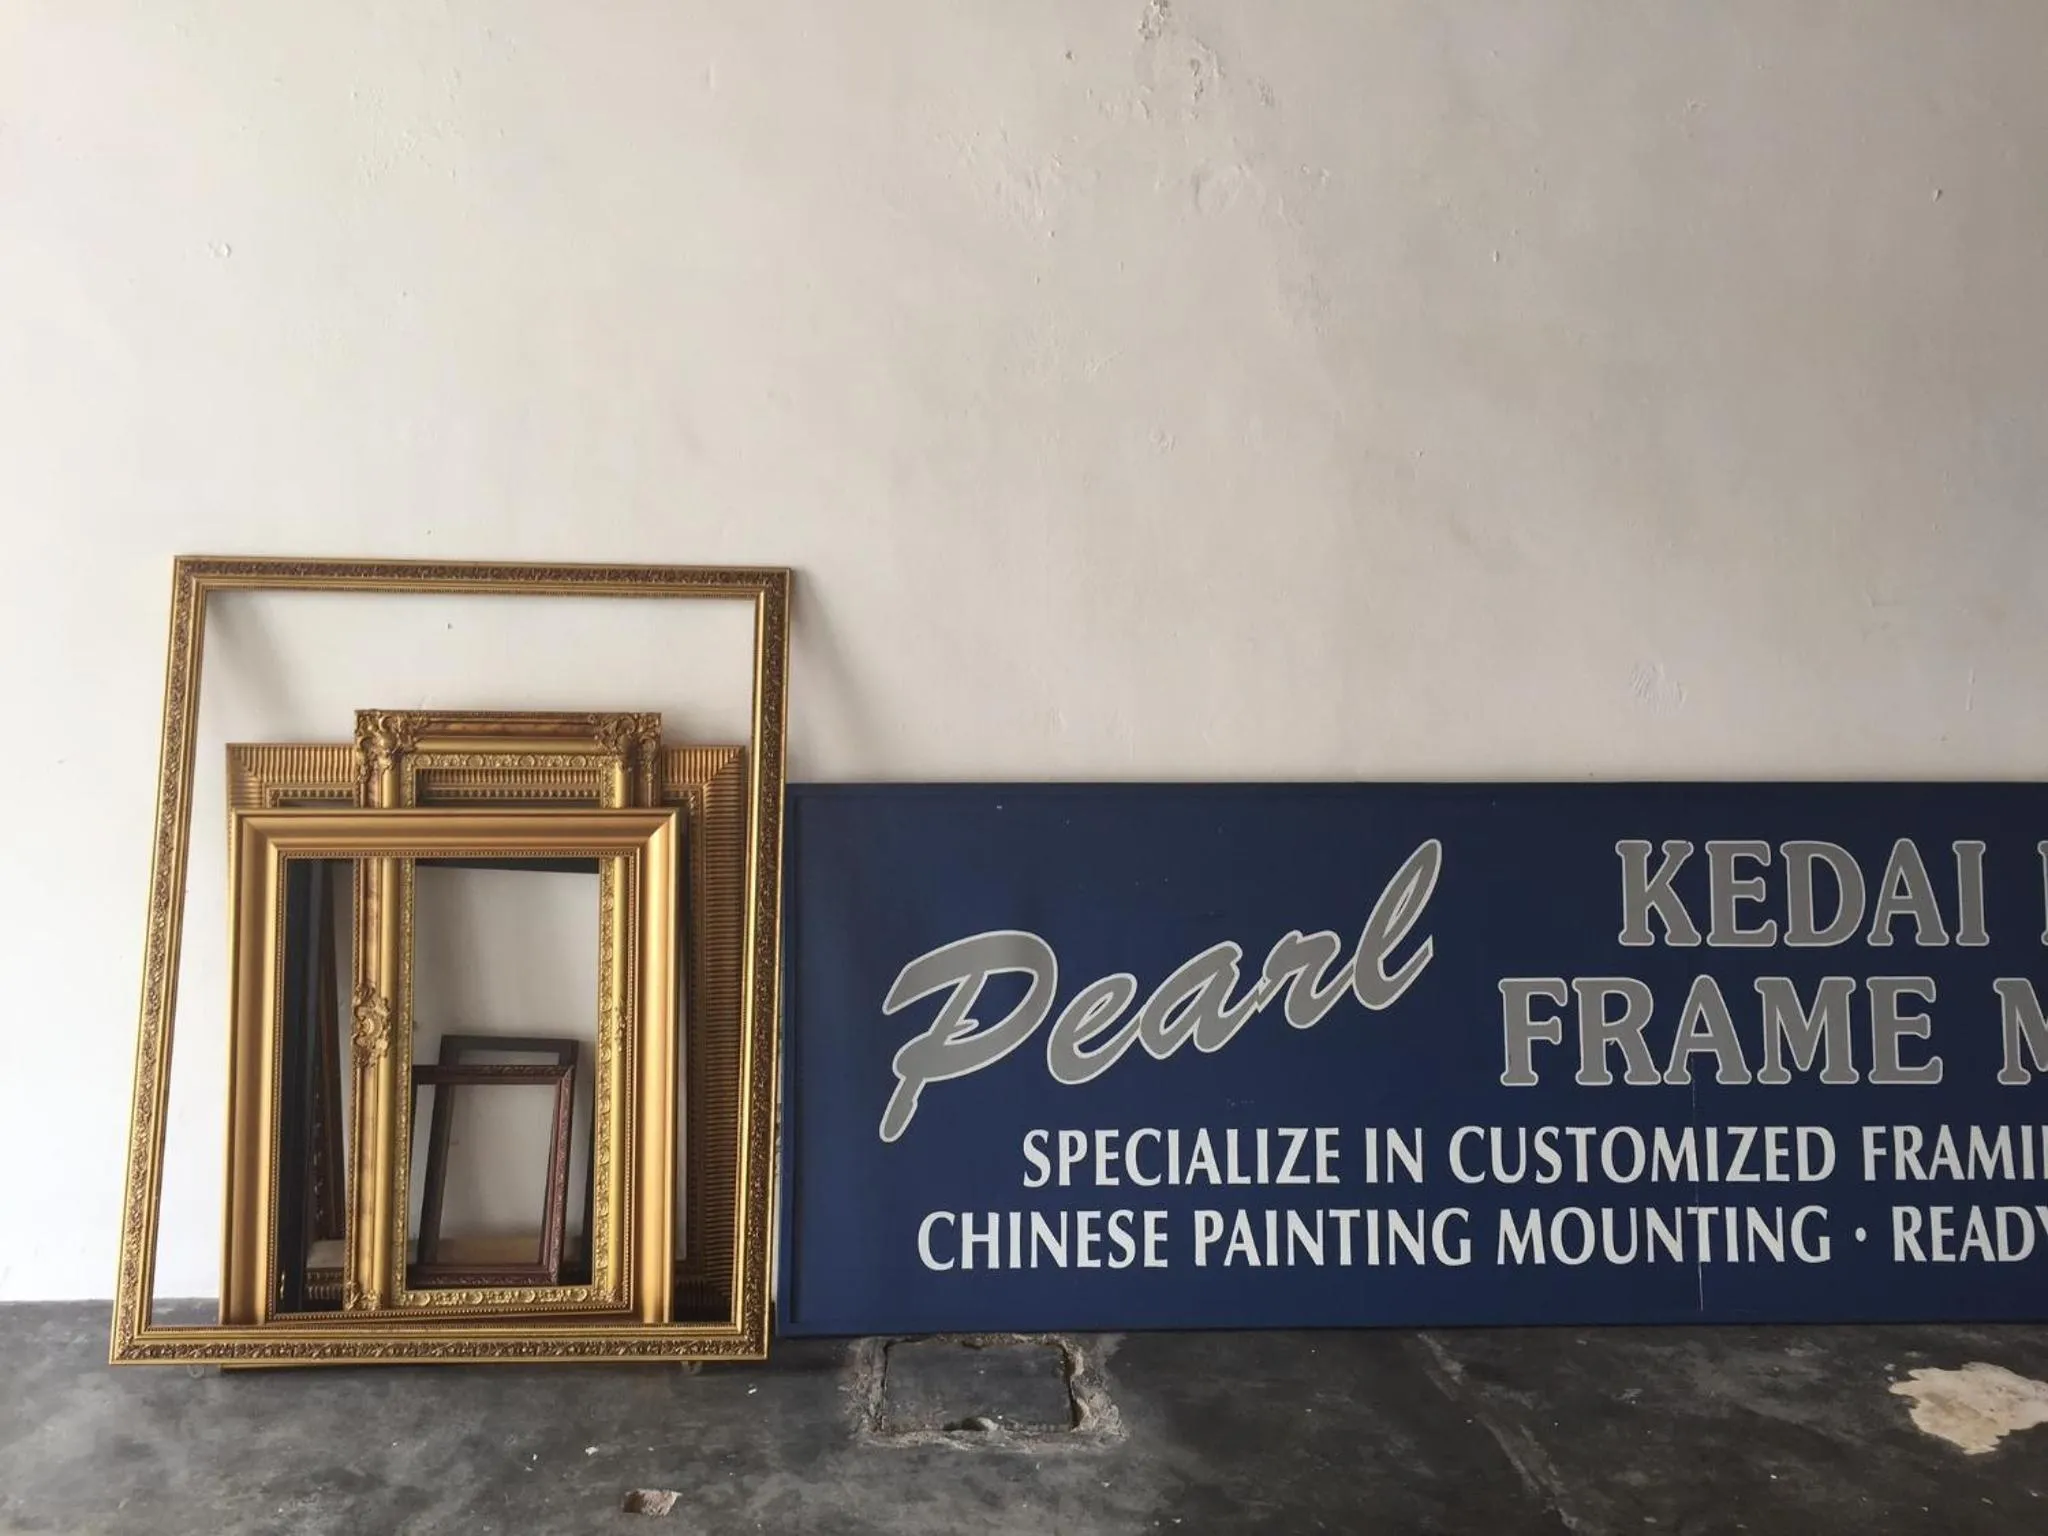 Pearl
KEDAI
FRAME
SPECIALIZE IN CUSTOMIZED
CHINESE PAINTING MOUNTING •